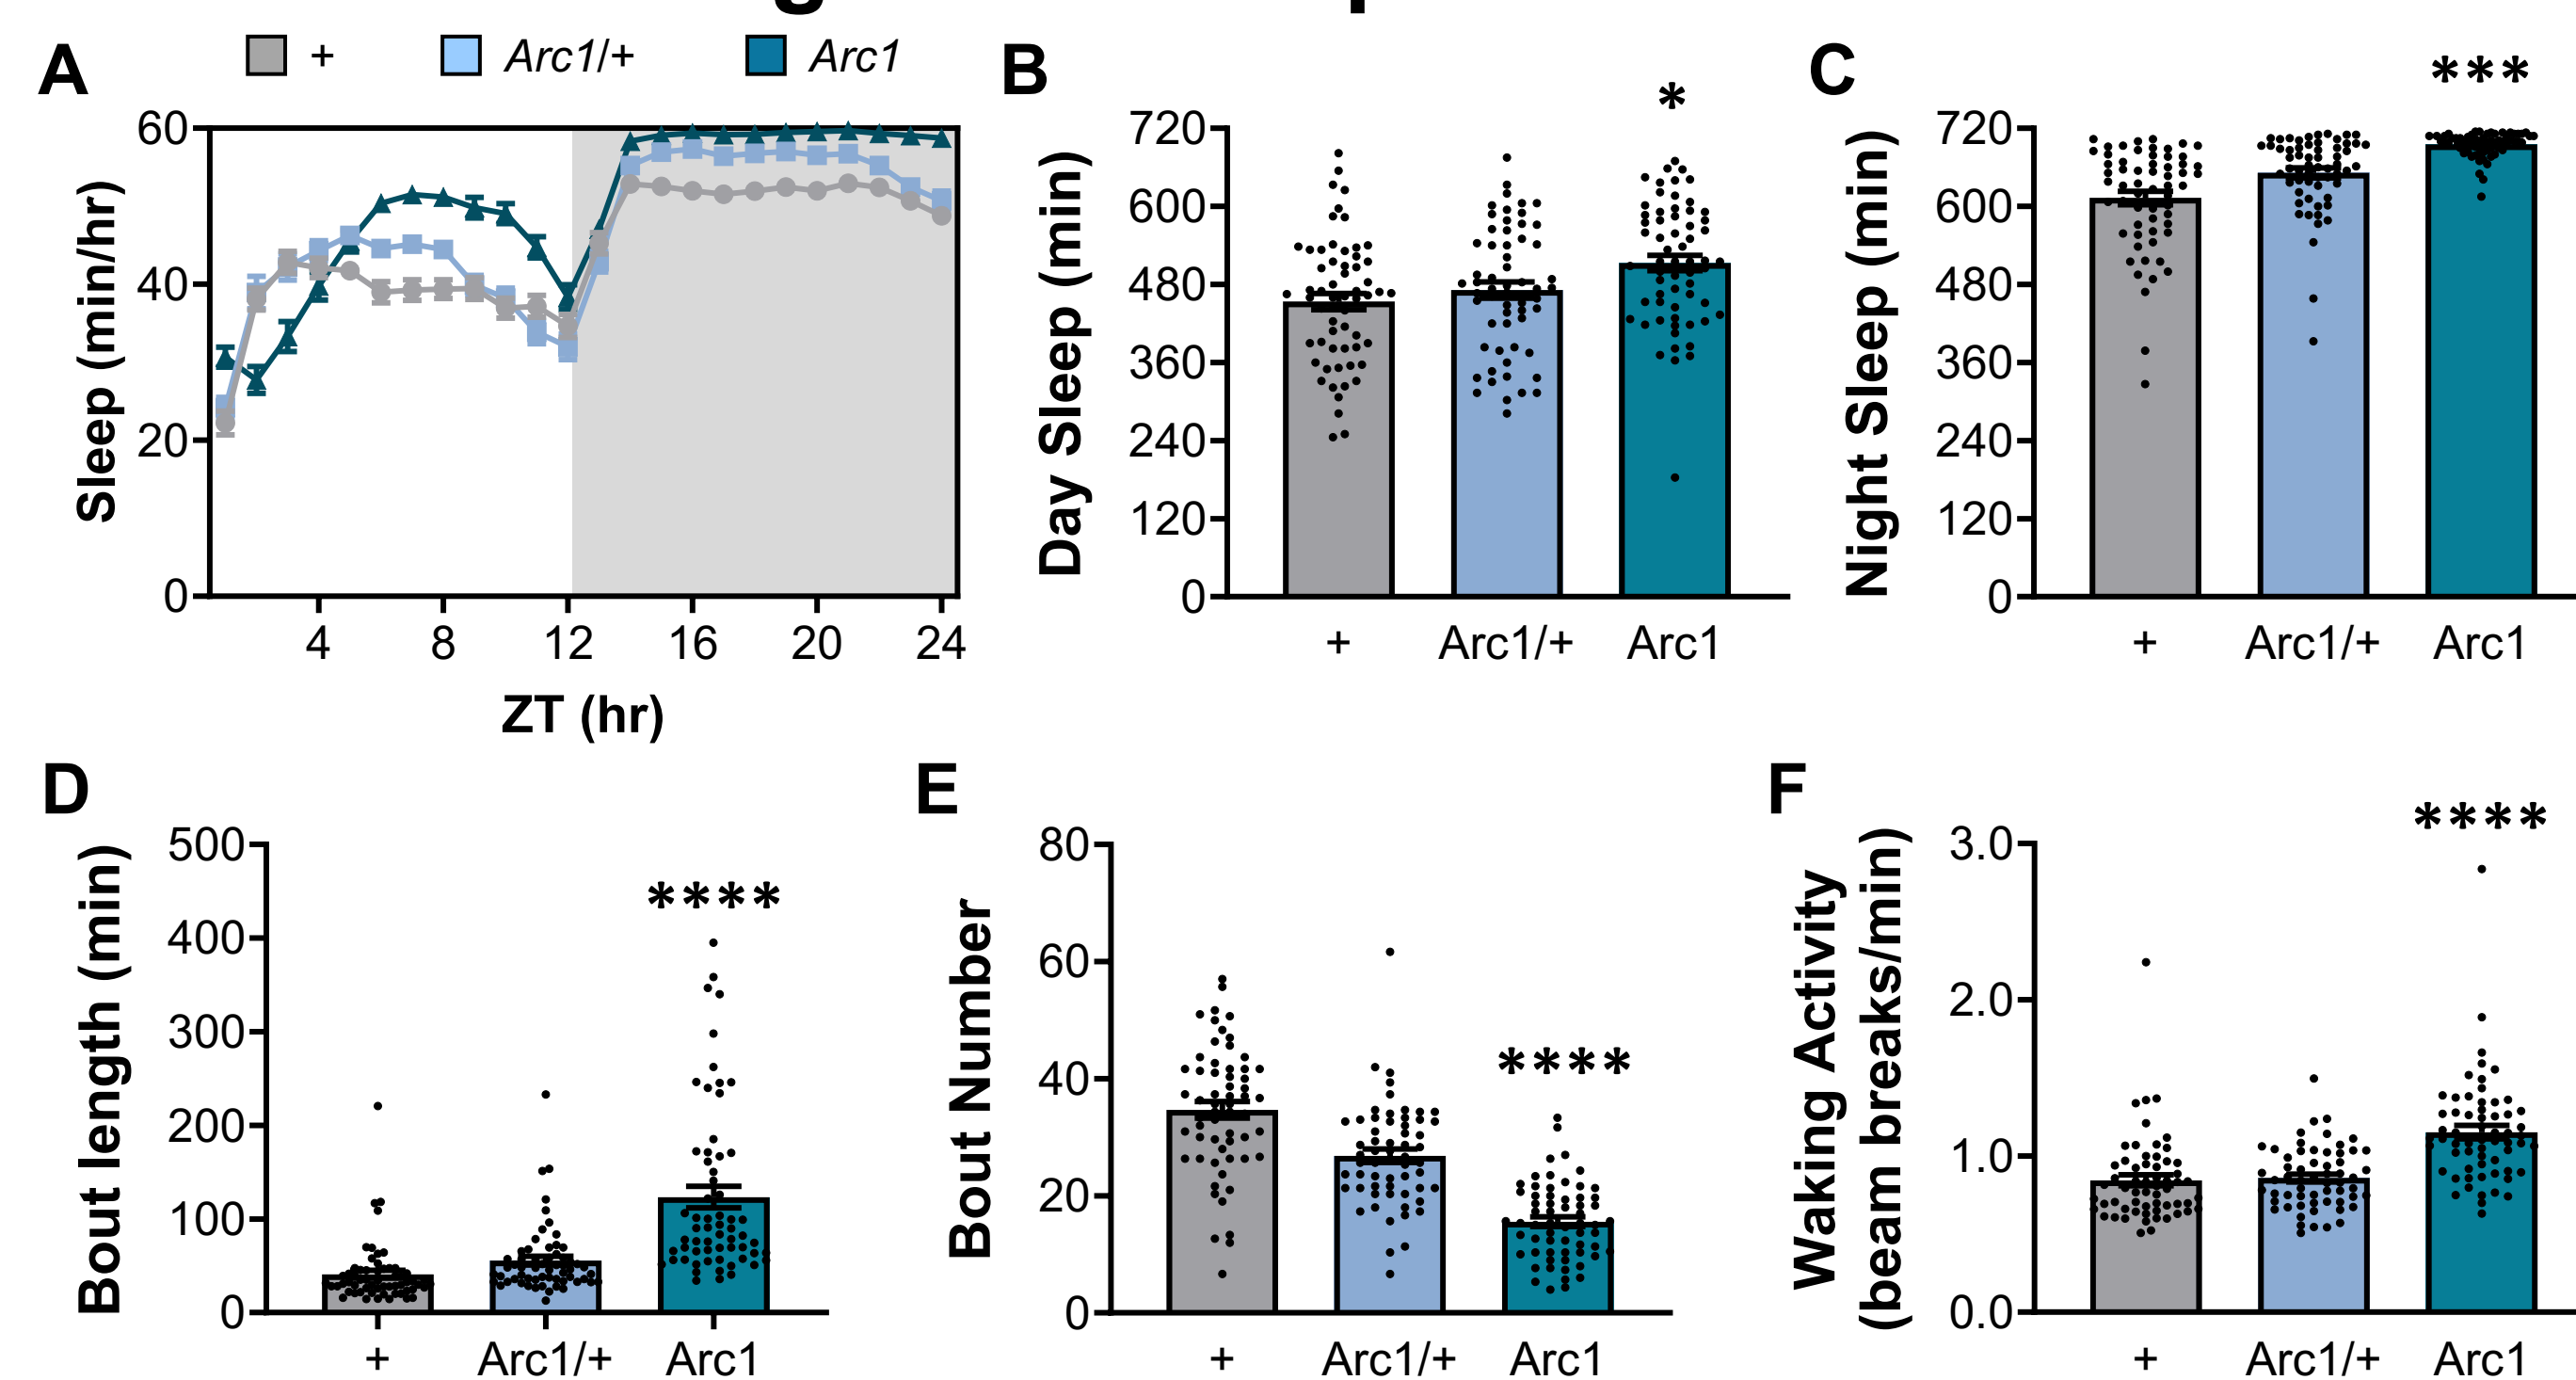 A
+
Arc1/+
Arc1
Sleep (min/hr)
60
40
20
0
4 8 12 16 20 24
ZT (hr)
B
*
Day Sleep (min)
720
600
480
360
240
120
0
+ Arc1/+ Arc1
C
***
Night Sleep (min)
720
600
480
360
240
120
0
+ Arc1/+ Arc1
D
****
Bout length (min)
500
400
300
200
100
0
+ Arc1/+ Arc1
E
****
Bout Number
80
60
40
20
0
+ Arc1/+ Arc1
F
****
Waking Activity
(beam breaks/min)
3.0
2.0
1.0
0.0
+ Arc1/+ Arc1